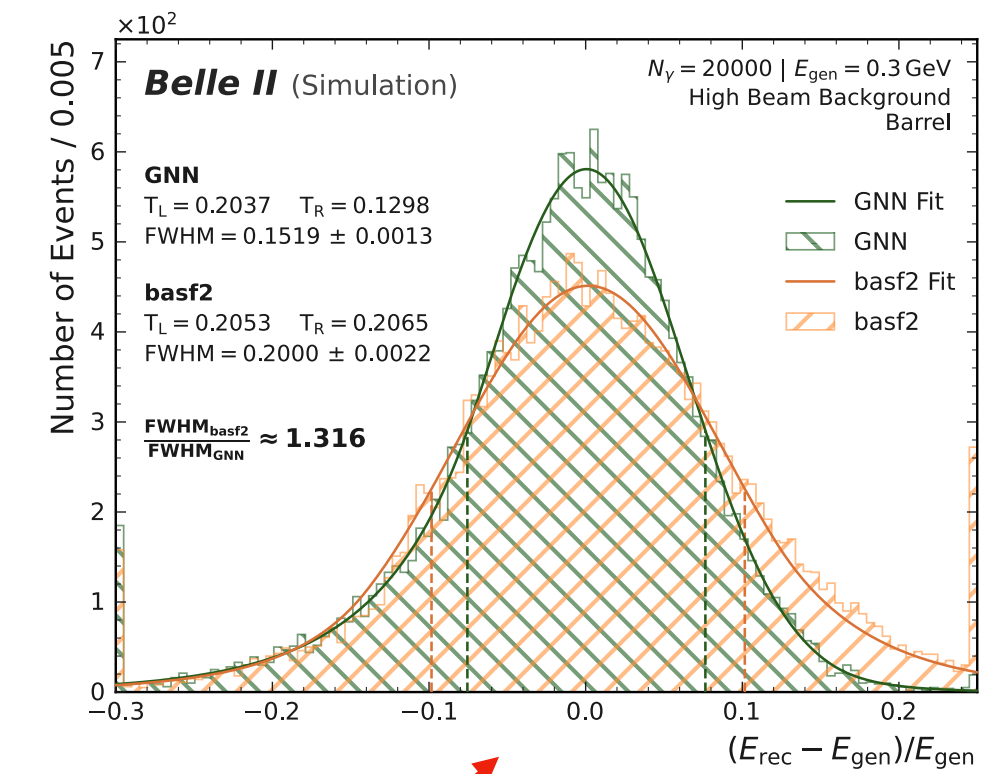 ×10²
Number of Events / 0.005
7
6
5
4
3
2
1
0
Belle II (Simulation)
N_γ = 20000 | E_gen = 0.3 GeV
High Beam Background
Barrel
GNN
T_L = 0.2037 T_R = 0.1298
FWHM = 0.1519 ± 0.0013
basf2
T_L = 0.2053 T_R = 0.2065
FWHM = 0.2000 ± 0.0022
FWHM_basf2 / FWHM_GNN ≈ 1.316
GNN Fit
GNN
basf2 Fit
basf2
−0.3 −0.2 −0.1 0.0 0.1 0.2
(E_rec − E_gen)/E_gen